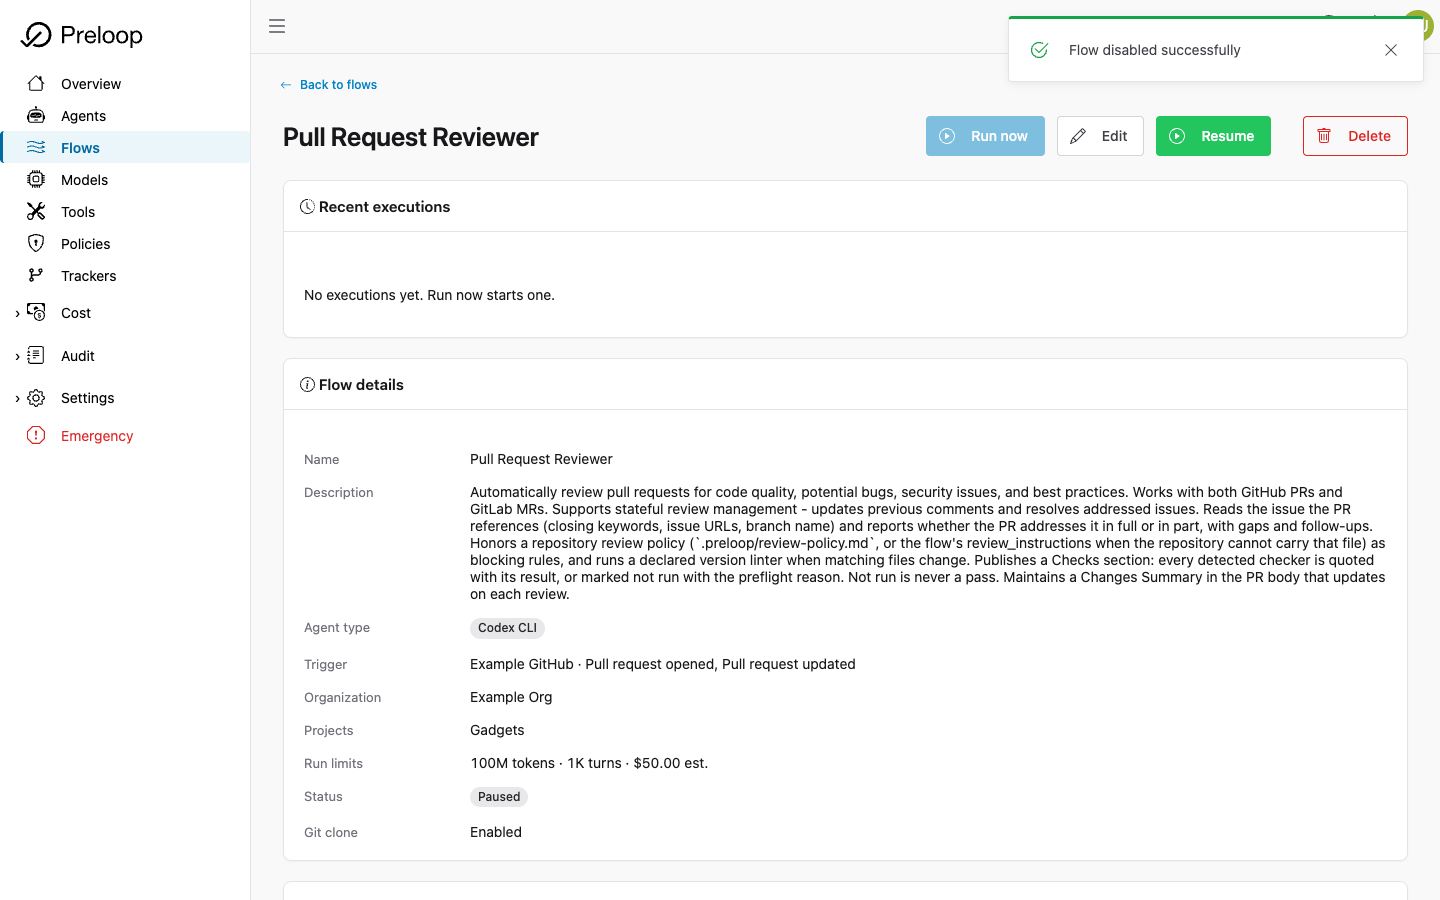 Preloop
Flow disabled successfully
Overview
Agents
Flows
Models
Tools
Policies
Trackers
Cost
Audit
Settings
Emergency
Back to flows
Pull Request Reviewer
Run now
Edit
Resume
Delete
Recent executions
No executions yet. Run now starts one.
Flow details
Name
Pull Request Reviewer
Description
Automatically review pull requests for code quality, potential bugs, security issues, and best practices. Works with both GitHub PRs and
GitLab MRs. Supports stateful review management - updates previous comments and resolves addressed issues. Reads the issue the PR
references (closing keywords, issue URLs, branch name) and reports whether the PR addresses it in full or in part, with gaps and follow-ups.
Honors a repository review policy (`.preloop/review-policy.md`, or the flow's review_instructions when the repository cannot carry that file) as
blocking rules, and runs a declared version linter when matching files change. Publishes a Checks section: every detected checker is quoted
with its result, or marked not run with the preflight reason. Not run is never a pass. Maintains a Changes Summary in the PR body that updates
on each review.
Agent type
Codex CLI
Trigger
Example GitHub · Pull request opened, Pull request updated
Organization
Example Org
Projects
Gadgets
Run limits
100M tokens · 1K turns · $50.00 est.
Status
Paused
Git clone
Enabled